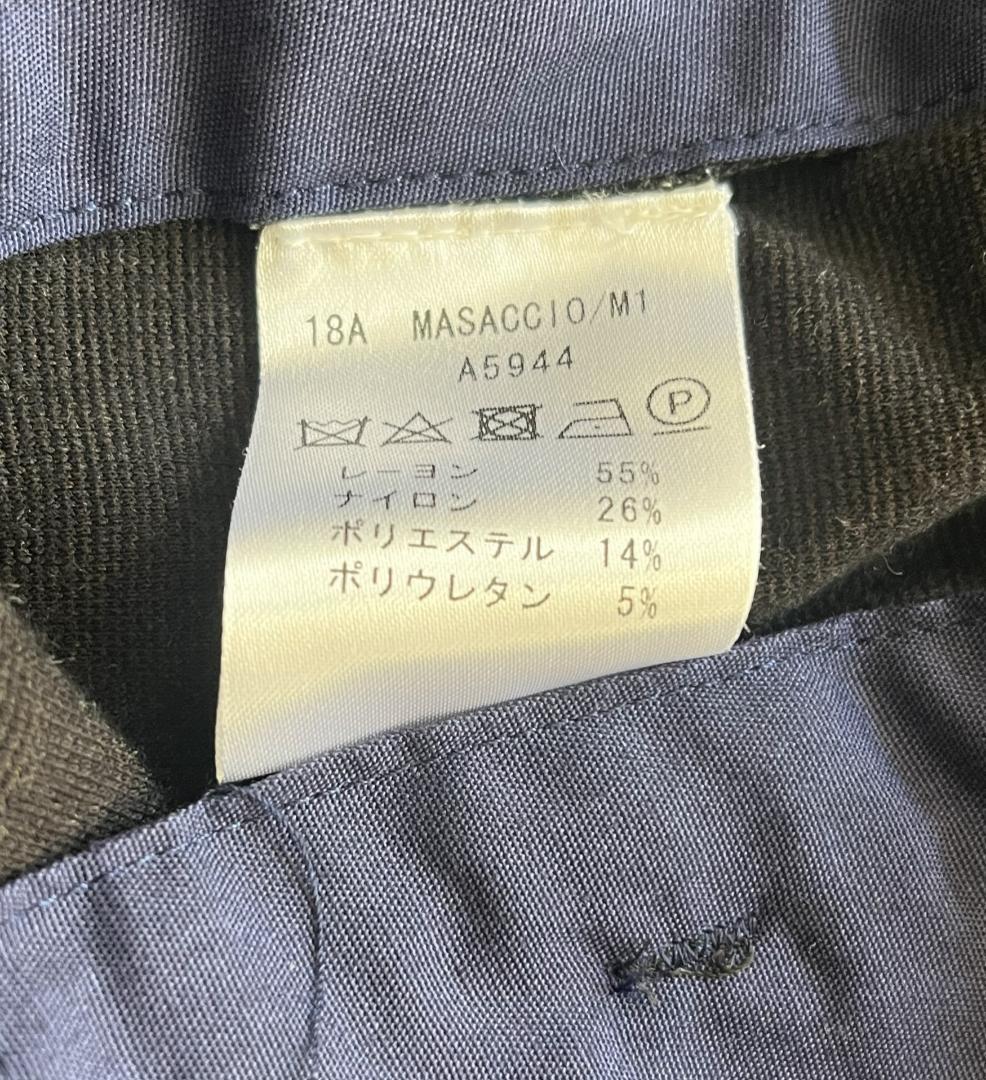 18A MASACCIO/M1
A5944
P
レーヨン 55%
ナイロン 26%
ポリエステル 14%
ポリウレタン 5%